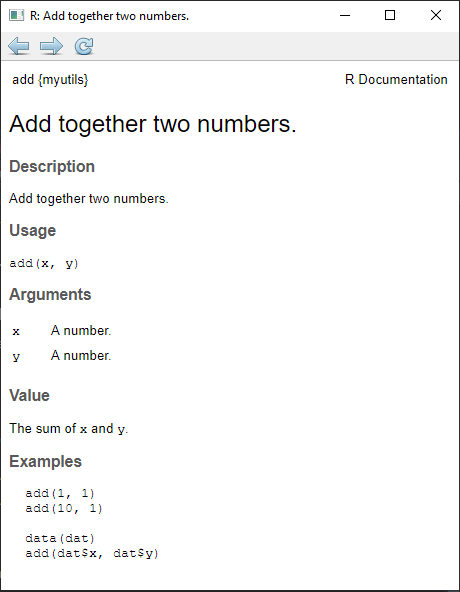 R: Add together two numbers.
add {myutils} R Documentation
Add together two numbers.
Description
Add together two numbers.
Usage
add(x, y)
Arguments
x A number.
y A number.
Value
The sum of x and y.
Examples
add(1, 1)
add(10, 1)
data(dat)
add(dat$x, dat$y)